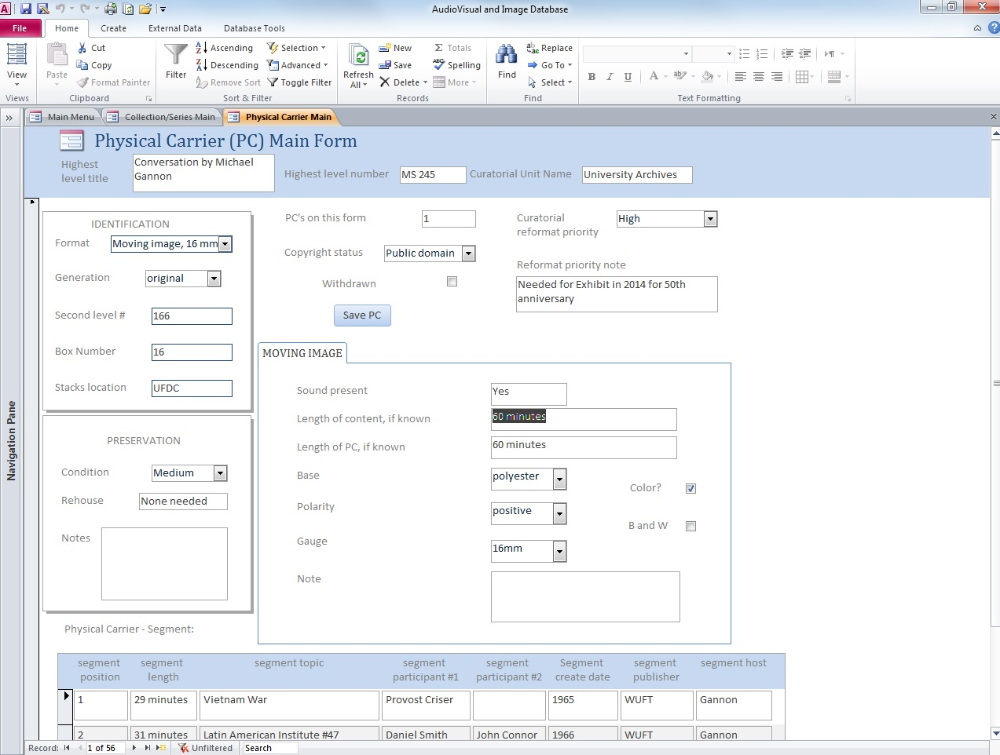 AudioVisual and Image Database
File
Home
Create
External Data
Database Tools
View
Views
Paste
Cut
Copy
Format Painter
Clipboard
Filter
Ascending
Descending
Remove Sort
Selection
Advanced
Toggle Filter
Sort & Filter
Refresh
All
New
Save
Delete
Totals
Spelling
More
Records
Find
Replace
Go To
Select
Find
B I U
A
Text Formatting
Main Menu
Collection/Series Main
Physical Carrier Main
Navigation Pane
Physical Carrier (PC) Main Form
Highest
level title
Conversation by Michael
Gannon
Highest level number
MS 245
Curatorial Unit Name
University Archives
IDENTIFICATION
Format
Moving image, 16 mm
Generation
original
Second level #
166
Box Number
16
Stacks location
UFDC
PC's on this form
1
Copyright status
Public domain
Withdrawn
Save PC
Curatorial
reformat priority
High
Reformat priority note
Needed for Exhibit in 2014 for 50th
anniversary
PRESERVATION
Condition
Medium
Rehouse
None needed
Notes
MOVING IMAGE
Sound present
Yes
Length of content, if known
60 minutes
Length of PC, if known
60 minutes
Base
polyester
Color?
Polarity
positive
B and W
Gauge
16mm
Note
Physical Carrier - Segment:
segment
position
segment
length
segment topic
segment
participant #1
segment
participant #2
Segment
create date
segment
publisher
segment host
1 29 minutes Vietnam War Provost Criser 1965 WUFT Gannon
2 31 minutes Latin American Institute #47 Daniel Smith John Connor 1966 WUFT Gannon
Record: 1 of 56 Unfiltered Search